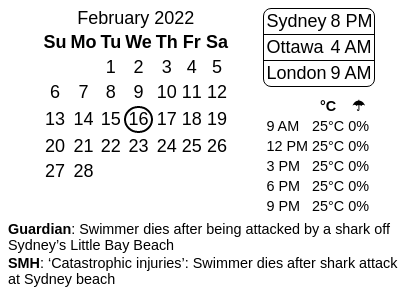 February 2022
Su Mo Tu We Th Fr Sa
1 2 3 4 5
6 7 8 9 10 11 12
13 14 15 16 17 18 19
20 21 22 23 24 25 26
27 28
Sydney 8 PM
Ottawa 4 AM
London 9 AM
°C ☂
9 AM 25°C 0%
12 PM 25°C 0%
3 PM 25°C 0%
6 PM 25°C 0%
9 PM 25°C 0%
Guardian: Swimmer dies after being attacked by a shark off
Sydney’s Little Bay Beach
SMH: ‘Catastrophic injuries’: Swimmer dies after shark attack
at Sydney beach